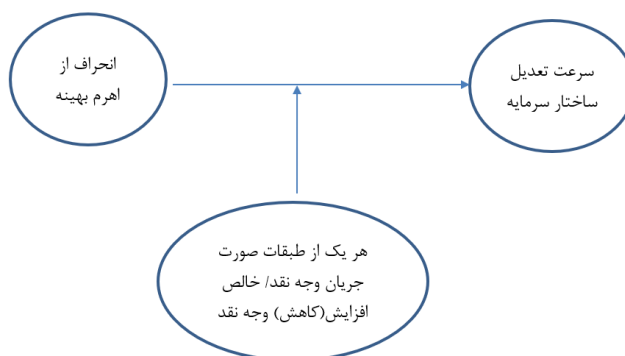 انحراف از
اهرم بهینه
سرعت تعدیل
ساختار سرمایه
هر یک از طبقات صورت
جریان وجه نقد/ خالص
افزایش(کاهش) وجه نقد